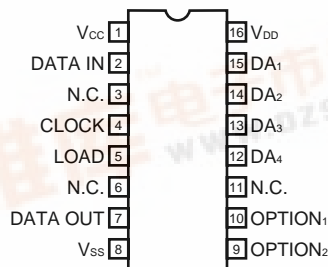 VCC 1 16 VDD
DATA IN 2 15 DA1
N.C. 3 14 DA2
CLOCK 4 13 DA3
LOAD 5 12 DA4
N.C. 6 11 N.C.
DATA OUT 7 10 OPTION1
VSS 8 9 OPTION2